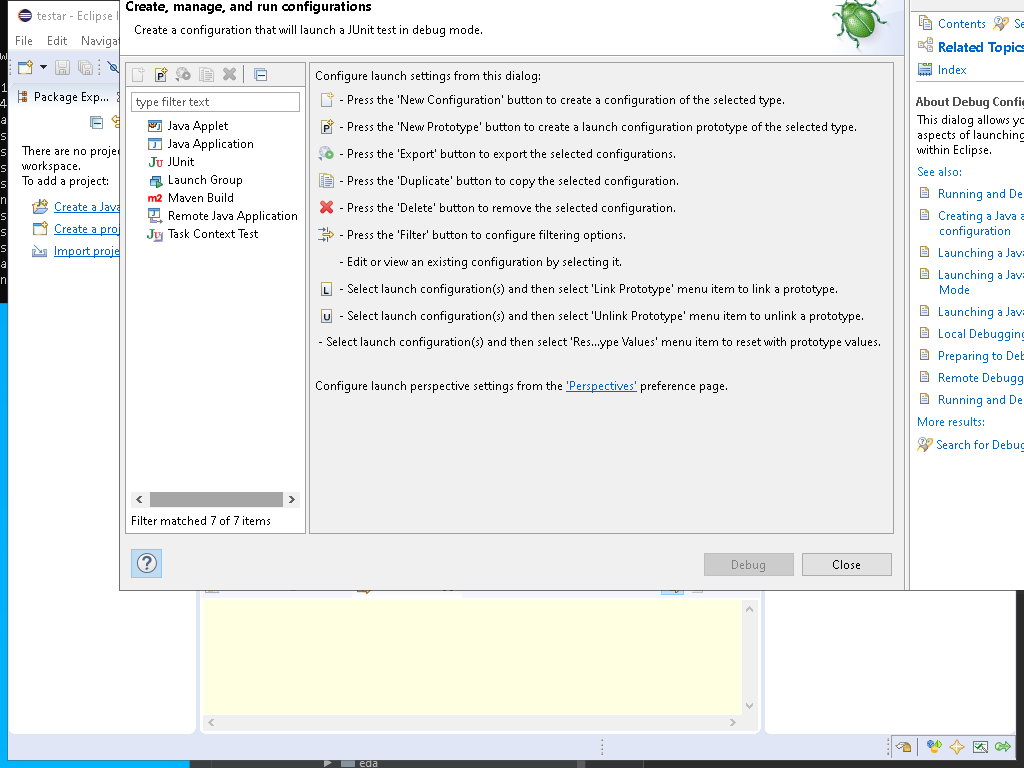 testar - Eclipse I
File Edit Navigat
Package Exp...
There are no projec
workspace.
To add a project:
Create a Java
Create a proj
Import proje
Create, manage, and run configurations
Create a configuration that will launch a JUnit test in debug mode.
type filter text
Java Applet
Java Application
JUnit
Launch Group
Maven Build
Remote Java Application
Task Context Test
Filter matched 7 of 7 items
Configure launch settings from this dialog:
- Press the 'New Configuration' button to create a configuration of the selected type.
- Press the 'New Prototype' button to create a launch configuration prototype of the selected type.
- Press the 'Export' button to export the selected configurations.
- Press the 'Duplicate' button to copy the selected configuration.
- Press the 'Delete' button to remove the selected configuration.
- Press the 'Filter' button to configure filtering options.
- Edit or view an existing configuration by selecting it.
- Select launch configuration(s) and then select 'Link Prototype' menu item to link a prototype.
- Select launch configuration(s) and then select 'Unlink Prototype' menu item to unlink a prototype.
- Select launch configuration(s) and then select 'Res...ype Values' menu item to reset with prototype values.
Configure launch perspective settings from the 'Perspectives' preference page.
Debug
Close
Contents Se
Related Topics
Index
About Debug Config
This dialog allows yo
aspects of launching
within Eclipse.
See also:
Running and De
Creating a Java a
configuration
Launching a Java
Launching a Java
Mode
Launching a Java
Local Debugging
Preparing to Deb
Remote Debugg
Running and De
More results:
Search for Debug
eda